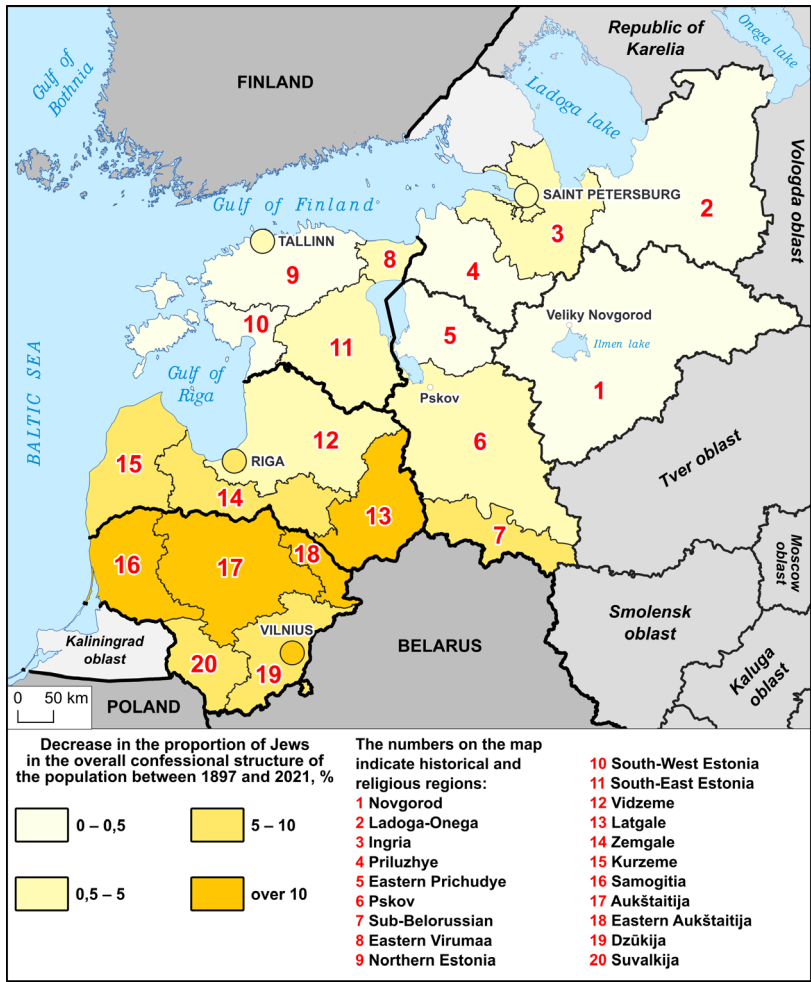 Republic of
Karelia
Onega lake
Gulf of
Bothnia
FINLAND
Ladoga lake
Vologda oblast
SAINT PETERSBURG
2
Gulf of Finland
3
TALLINN
8
9
4
10
Veliky Novgorod
5
Ilmen lake
11
BALTIC SEA
Gulf of
Riga
Pskov
1
12
6
15
RIGA
Tver oblast
14
13
7
16
17
18
Moscow
oblast
Smolensk
oblast
VILNIUS
Kaliningrad
oblast
BELARUS
20
19
Kaluga
oblast
0 50 km
POLAND
Decrease in the proportion of Jews
in the overall confessional structure of
the population between 1897 and 2021, %
0 – 0,5
5 – 10
0,5 – 5
over 10
The numbers on the map
indicate historical and
religious regions:
1 Novgorod
2 Ladoga-Onega
3 Ingria
4 Priluzhye
5 Eastern Prichudye
6 Pskov
7 Sub-Belorussian
8 Eastern Virumaa
9 Northern Estonia
10 South-West Estonia
11 South-East Estonia
12 Vidzeme
13 Latgale
14 Zemgale
15 Kurzeme
16 Samogitia
17 Aukštaitija
18 Eastern Aukštaitija
19 Dzūkija
20 Suvalkija